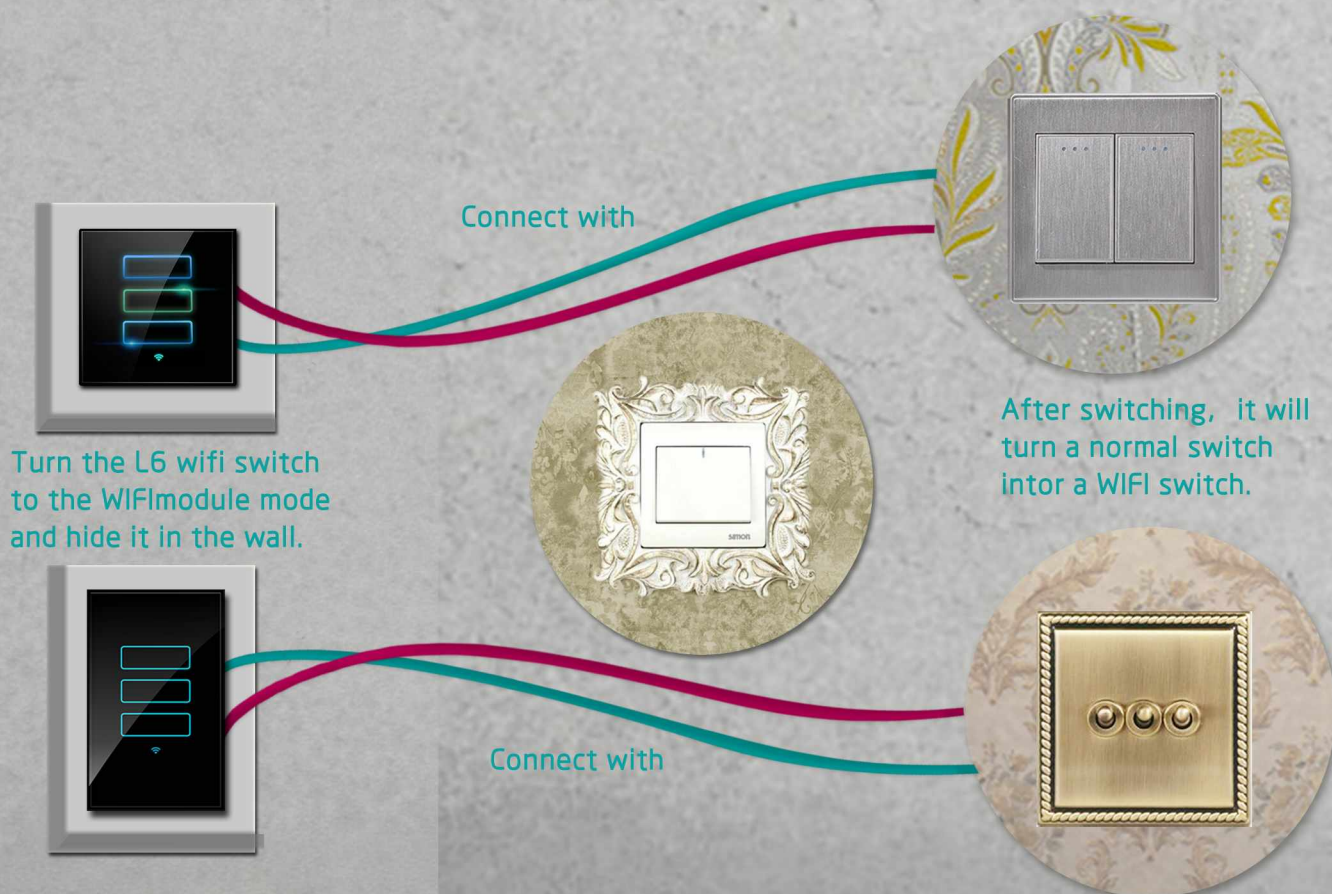 Connect with
Turn the L6 wifi switch
to the WIFImodule mode
and hide it in the wall.
simon
After switching, it will
turn a normal switch
intor a WIFI switch.
Connect with